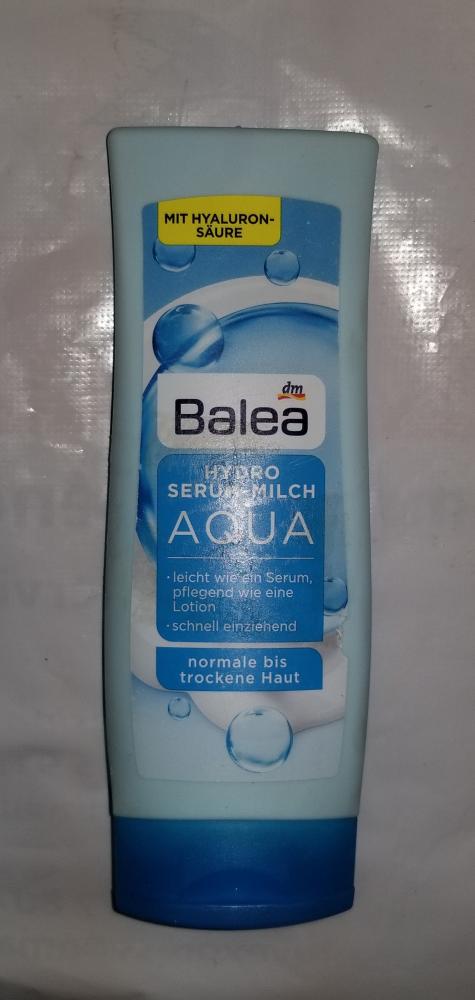 MIT HYALURON-
SÄURE
dm
Balea
HYDRO
SERUM-MILCH
AQUA
• leicht wie ein Serum,
pflegend wie eine
Lotion
• schnell einziehend
normale bis
trockene Haut